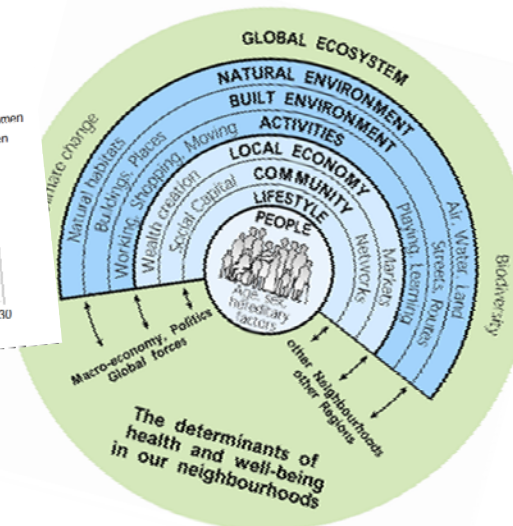 GLOBAL ECOSYSTEM
NATURAL ENVIRONMENT
BUILT ENVIRONMENT
ACTIVITIES
LOCAL ECONOMY
COMMUNITY
LIFESTYLE
PEOPLE
Age, sex,
hereditary
factors
change
Natural habitats
Buildings, Places
Working, Shopping, Moving
Wealth creation
Social Capital
Networks
Markets
Playing, Learning
Streets, Routes
Air, Water, Land
Biodiversity
Macro-economy, Politics
Global forces
other Neighbourhoods
other Regions
The determinants of
health and well-being
in our neighbourhoods
30